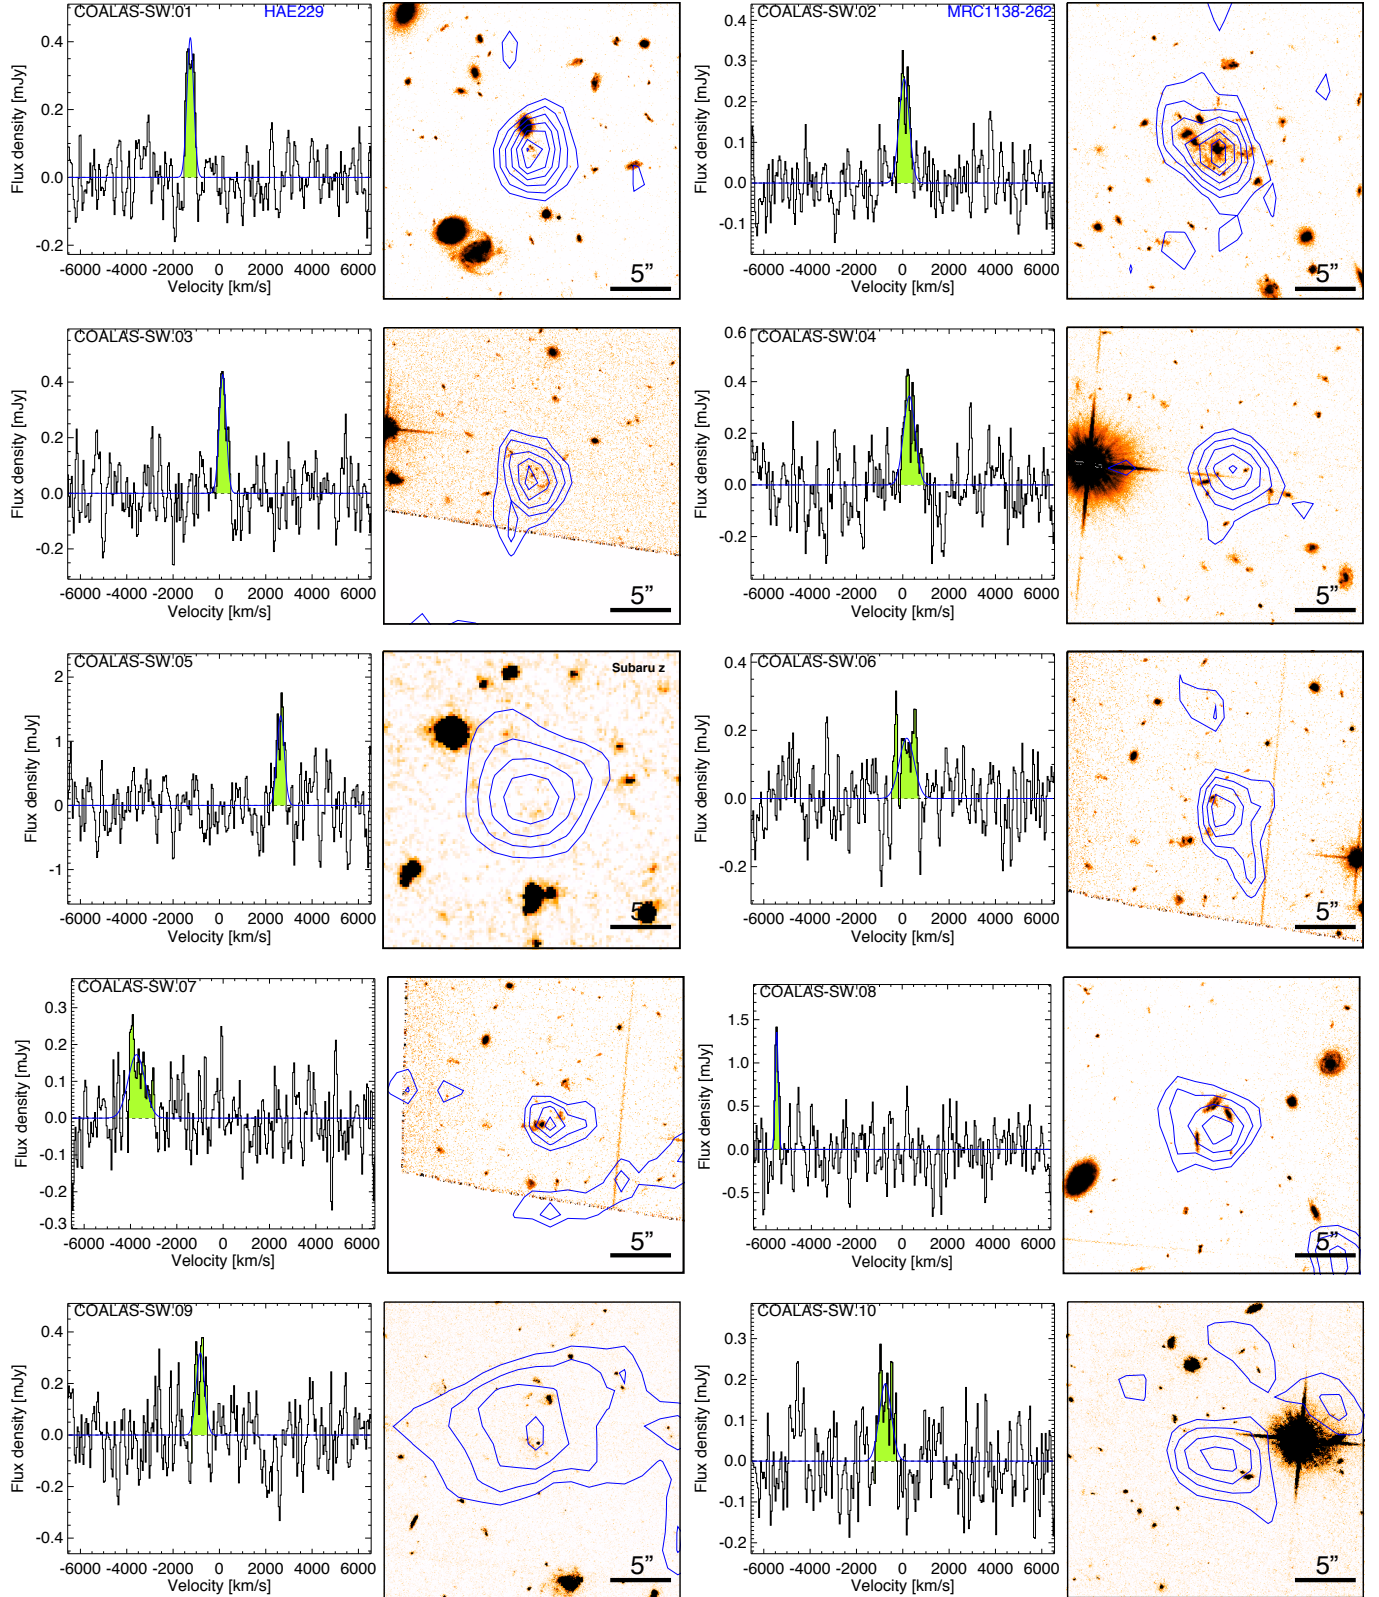 COALAS-SW.01 HAE229
0.4
0.2
0.0
-0.2
Flux density [mJy]
-6000 -4000 -2000 0 2000 4000 6000
Velocity [km/s]
5”
COALAS-SW.02 MRC1138-262
0.4
0.3
0.2
0.1
0.0
-0.1
Flux density [mJy]
-6000 -4000 -2000 0 2000 4000 6000
Velocity [km/s]
5”
COALAS-SW.03
0.4
0.2
0.0
-0.2
Flux density [mJy]
-6000 -4000 -2000 0 2000 4000 6000
Velocity [km/s]
5”
COALAS-SW.04
0.6
0.4
0.2
0.0
-0.2
Flux density [mJy]
-6000 -4000 -2000 0 2000 4000 6000
Velocity [km/s]
5”
COALAS-SW.05
2
1
0
-1
Flux density [mJy]
-6000 -4000 -2000 0 2000 4000 6000
Velocity [km/s]
Subaru z
5”
COALAS-SW.06
0.4
0.2
0.0
-0.2
Flux density [mJy]
-6000 -4000 -2000 0 2000 4000 6000
Velocity [km/s]
5”
COALAS-SW.07
0.3
0.2
0.1
0.0
-0.1
-0.2
-0.3
Flux density [mJy]
-6000 -4000 -2000 0 2000 4000 6000
Velocity [km/s]
5”
COALAS-SW.08
1.5
1.0
0.5
0.0
-0.5
Flux density [mJy]
-6000 -4000 -2000 0 2000 4000 6000
Velocity [km/s]
5”
COALAS-SW.09
0.4
0.2
0.0
-0.2
-0.4
Flux density [mJy]
-6000 -4000 -2000 0 2000 4000 6000
Velocity [km/s]
5”
COALAS-SW.10
0.3
0.2
0.1
0.0
-0.1
-0.2
Flux density [mJy]
-6000 -4000 -2000 0 2000 4000 6000
Velocity [km/s]
5”